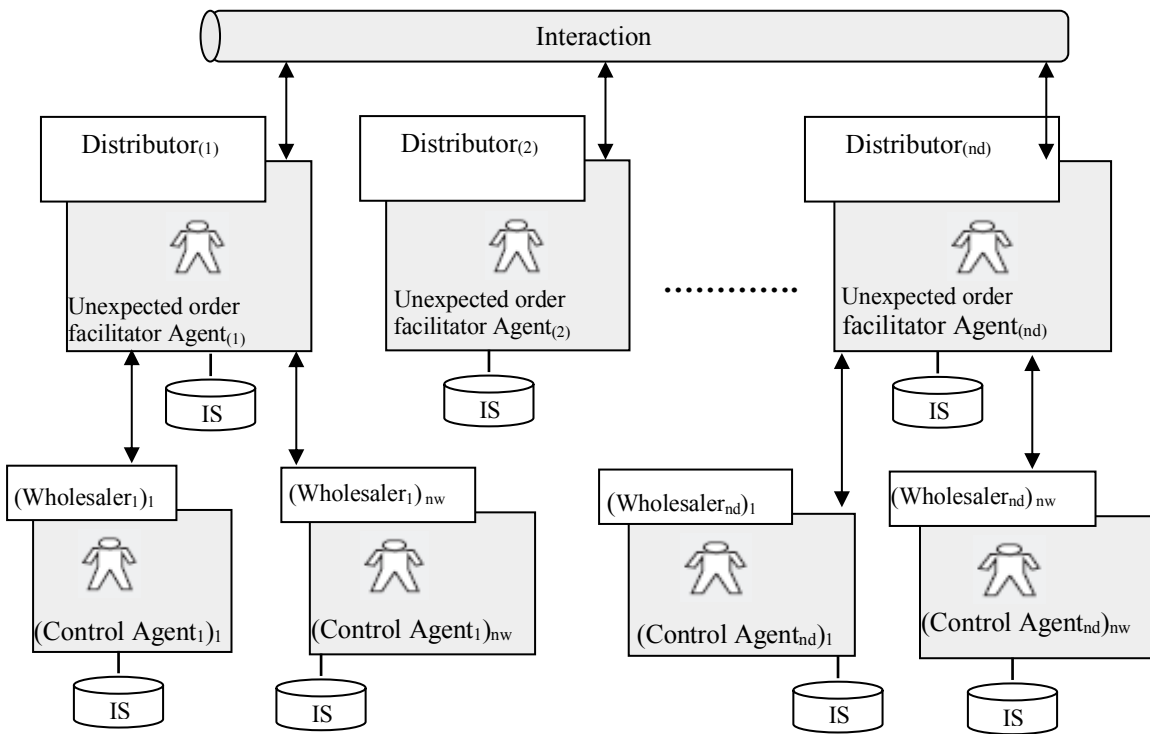 Interaction
Distributor(1)
Distributor(2)
Distributor(nd)
Unexpected order
facilitator Agent(1)
Unexpected order
facilitator Agent(2)
.............
Unexpected order
facilitator Agent(nd)
IS
IS
IS
(Wholesaler1)1
(Wholesaler1) nw
(Wholesalernd)1
(Wholesalernd) nw
(Control Agent1)1
(Control Agent1)nw
(Control Agentnd)1
(Control Agentnd)nw
IS
IS
IS
IS